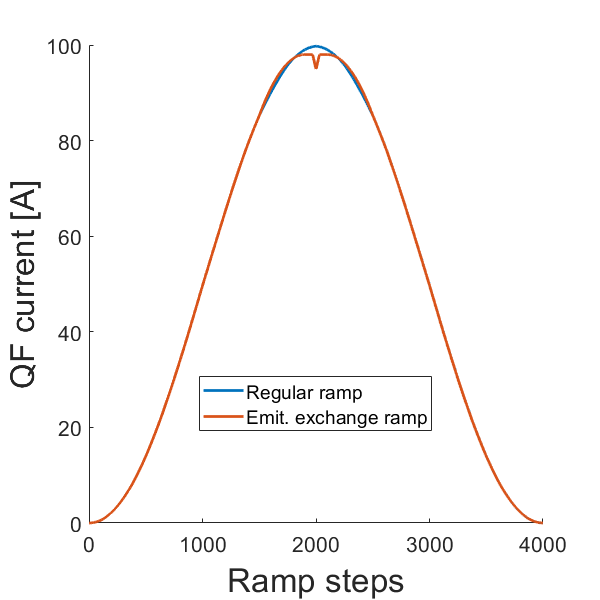 100
80
60
40
20
0
QF current [A]
Regular ramp
Emit. exchange ramp
0 1000 2000 3000 4000
Ramp steps